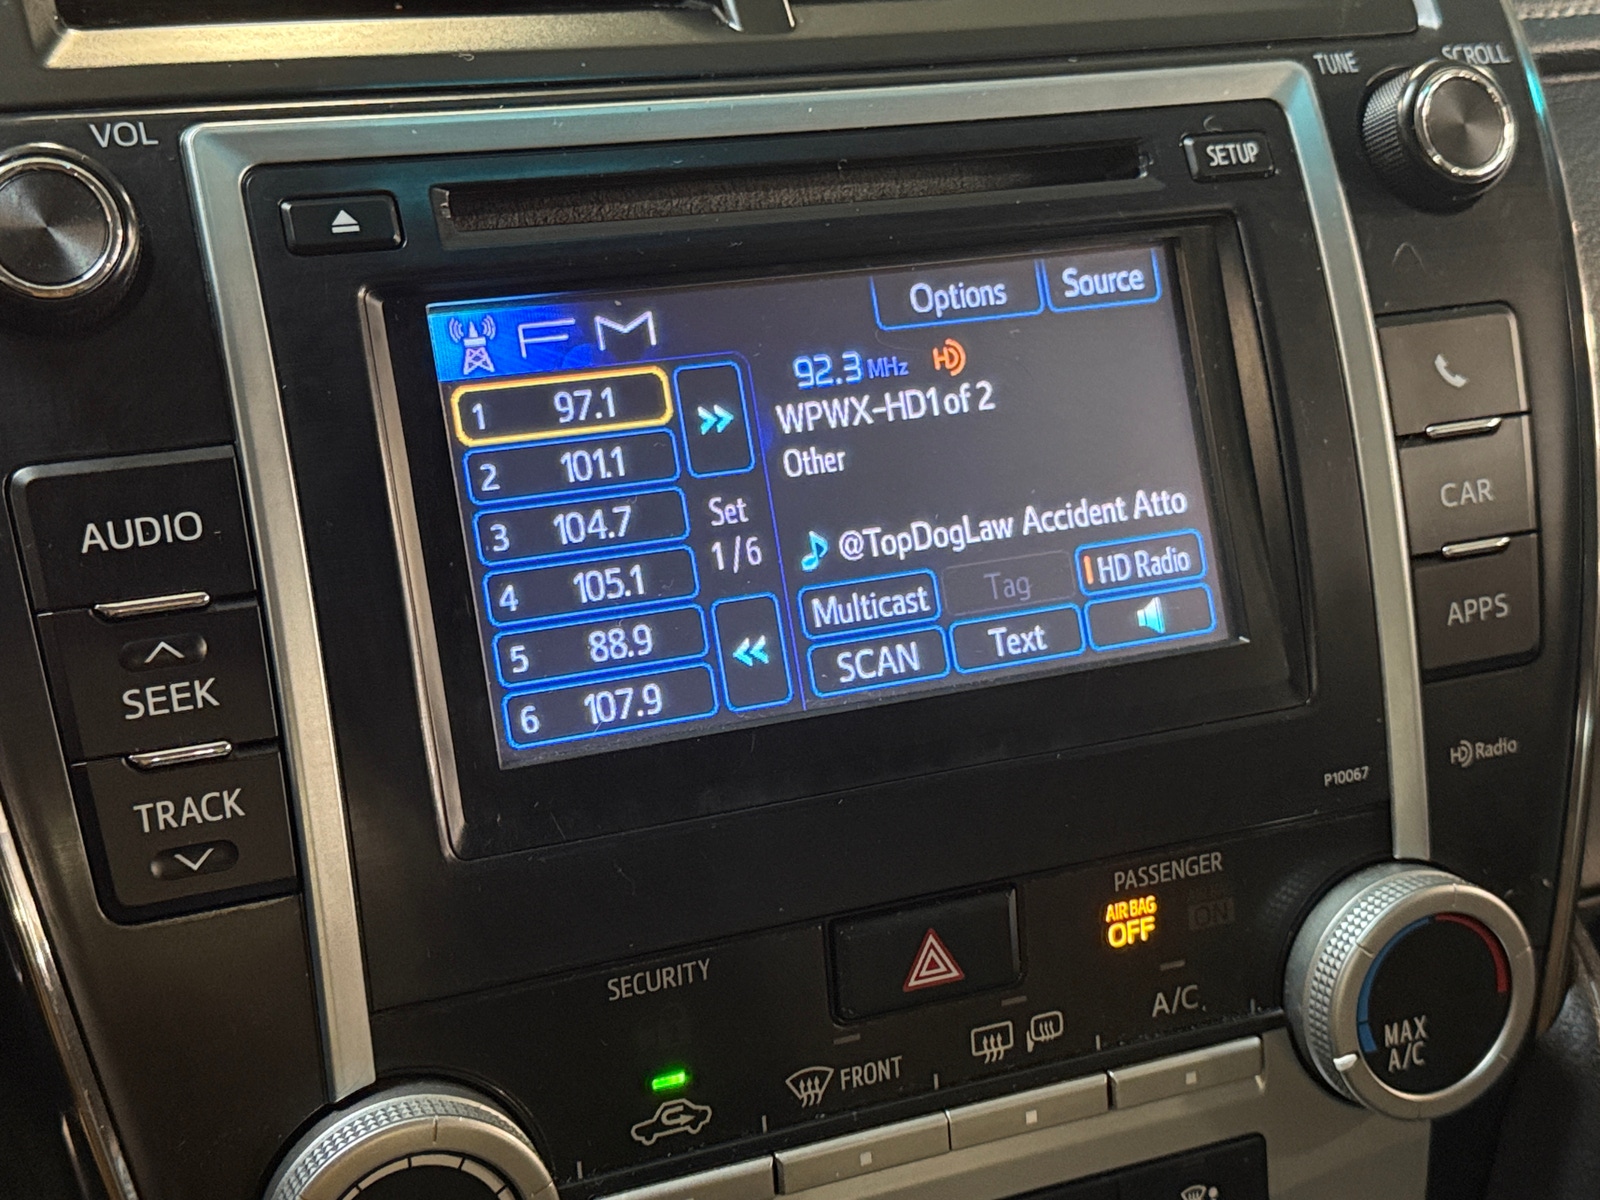 VOL
TUNE
SCROLL
SETUP
FM
Options
Source
1 97.1
2 101.1
3 104.7
4 105.1
5 88.9
6 107.9
Set
1/6
92.3 MHz HD
WPWX-HD1 of 2
Other
@TopDogLaw Accident Atto
Multicast
Tag
HD Radio
SCAN
Text
AUDIO
SEEK
TRACK
CAR
APPS
HD Radio
P10067
PASSENGER
AIR BAG
OFF
ON
SECURITY
FRONT
A/C
MAX
A/C